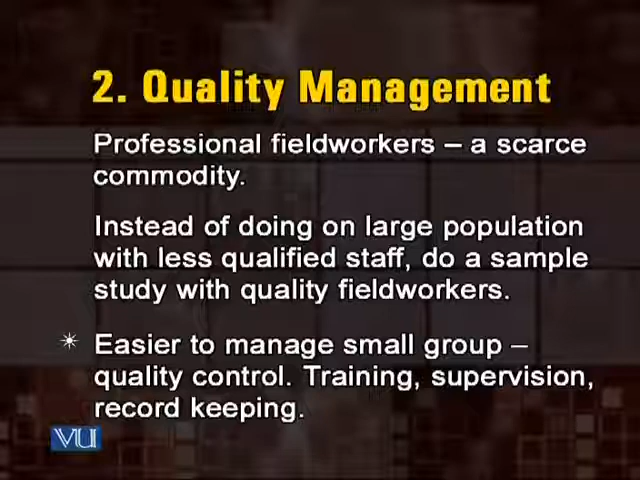 2. Quality Management
Professional fieldworkers – a scarce
commodity.
Instead of doing on large population
with less qualified staff, do a sample
study with quality fieldworkers.
Easier to manage small group –
quality control. Training, supervision,
record keeping.
VU